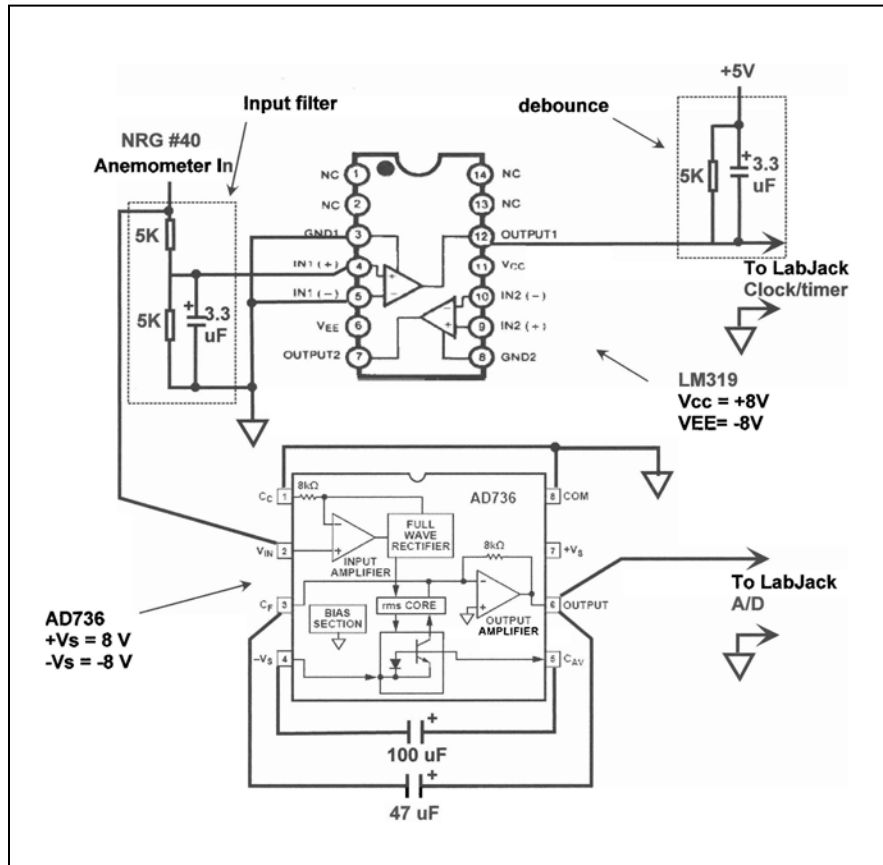 +5V
Input filter
debounce
NRG #40
Anemometer In
5K
5K
+
3.3
uF
NC
NC
GND1
IN1 (+)
IN1 (−)
VEE
OUTPUT2
1
2
3
4
5
6
7
14
13
12
11
10
9
8
NC
NC
OUTPUT1
VCC
IN2 (−)
IN2 (+)
GND2
+
−
−
+
5K
+
3.3
uF
To LabJack
Clock/timer
LM319
Vcc = +8V
VEE= -8V
CC 1
8kΩ
AD736
8 COM
FULL
WAVE
RECTIFIER
−
+
INPUT
AMPLIFIER
VIN 2
8kΩ
7 +VS
CF 3
BIAS
SECTION
rms CORE
−
+
OUTPUT
AMPLIFIER
6 OUTPUT
−VS 4
5 CAV
To LabJack
A/D
AD736
+Vs = 8 V
-Vs = -8 V
+
100 uF
+
47 uF